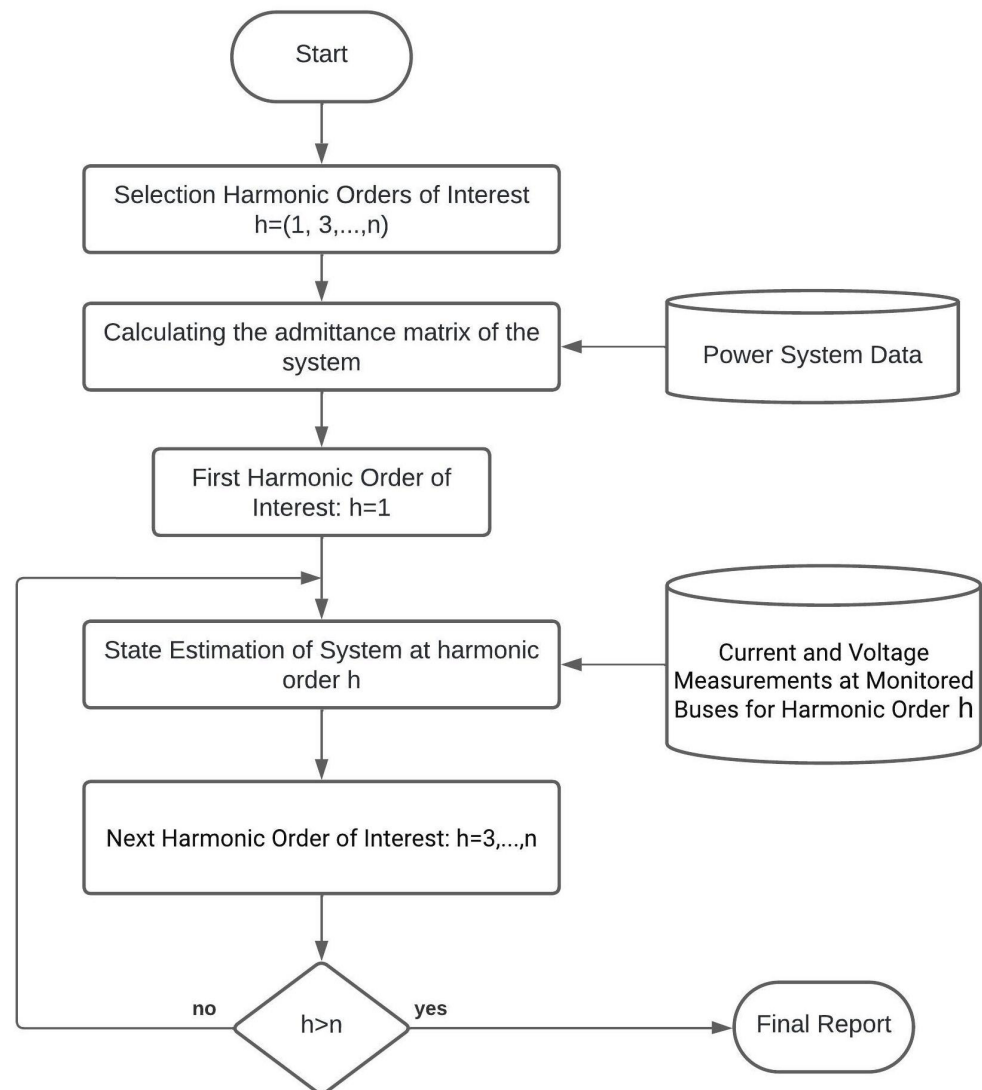 Start
Selection Harmonic Orders of Interest
h=(1, 3,...,n)
Calculating the admittance matrix of the
system
Power System Data
First Harmonic Order of
Interest: h=1
State Estimation of System at harmonic
order h
Current and Voltage
Measurements at Monitored
Buses for Harmonic Order h
Next Harmonic Order of Interest: h=3,...,n
no
h>n
yes
Final Report